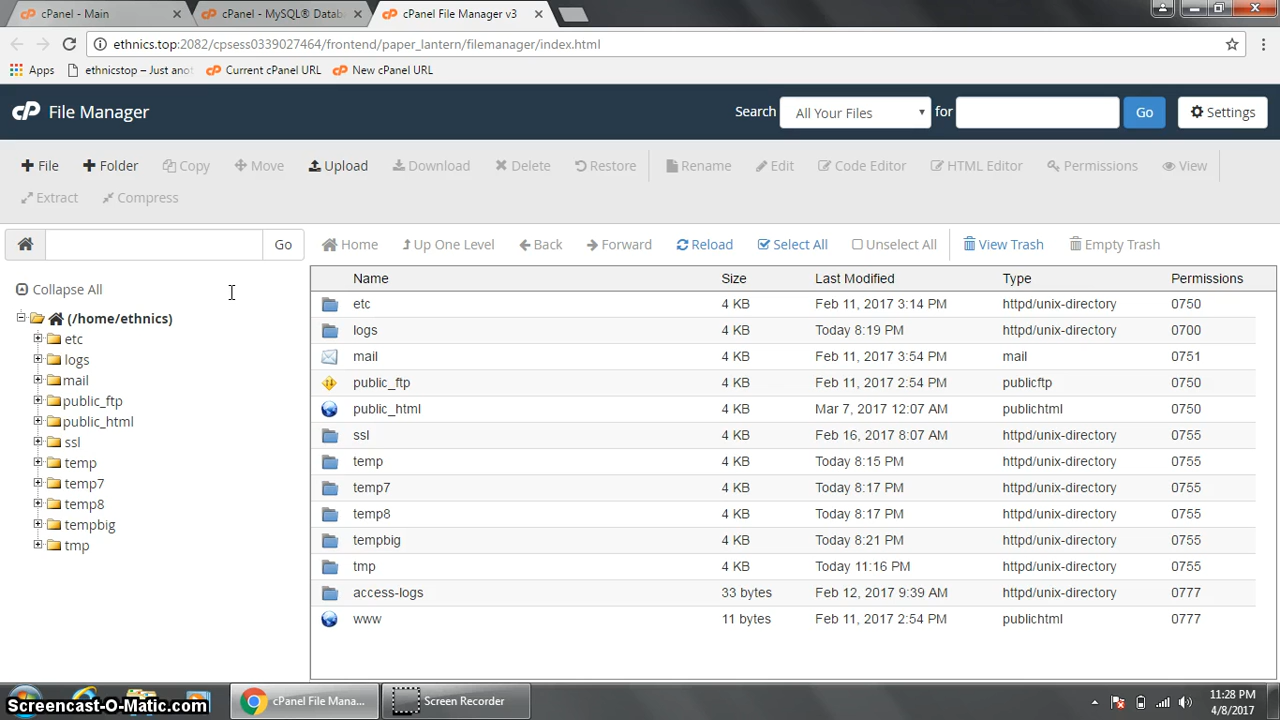 cPanel - Main
cPanel - MySQL® Datab
cPanel File Manager v3
ethnics.top:2082/cpsess0339027464/frontend/paper_lantern/filemanager/index.html
Apps ethnicstop – Just ano Current cPanel URL New cPanel URL
cP File Manager
Search All Your Files for Go Settings
File Folder Copy Move Upload Download Delete Restore Rename Edit Code Editor HTML Editor Permissions View
Extract Compress
Go Home Up One Level Back Forward Reload Select All Unselect All View Trash Empty Trash
Collapse All
(/home/ethnics)
etc
logs
mail
public_ftp
public_html
ssl
temp
temp7
temp8
tempbig
tmp
Name Size Last Modified Type Permissions
etc 4 KB Feb 11, 2017 3:14 PM httpd/unix-directory 0750
logs 4 KB Today 8:19 PM httpd/unix-directory 0700
mail 4 KB Feb 11, 2017 3:54 PM mail 0751
public_ftp 4 KB Feb 11, 2017 2:54 PM publicftp 0750
public_html 4 KB Mar 7, 2017 12:07 AM publichtml 0750
ssl 4 KB Feb 16, 2017 8:07 AM httpd/unix-directory 0755
temp 4 KB Today 8:15 PM httpd/unix-directory 0755
temp7 4 KB Today 8:17 PM httpd/unix-directory 0755
temp8 4 KB Today 8:17 PM httpd/unix-directory 0755
tempbig 4 KB Today 8:21 PM httpd/unix-directory 0755
tmp 4 KB Today 11:16 PM httpd/unix-directory 0755
access-logs 33 bytes Feb 12, 2017 9:39 AM httpd/unix-directory 0777
www 11 bytes Feb 11, 2017 2:54 PM publichtml 0777
Screencast-O-Matic.com
cPanel File Mana...
Screen Recorder
11:28 PM
4/8/2017